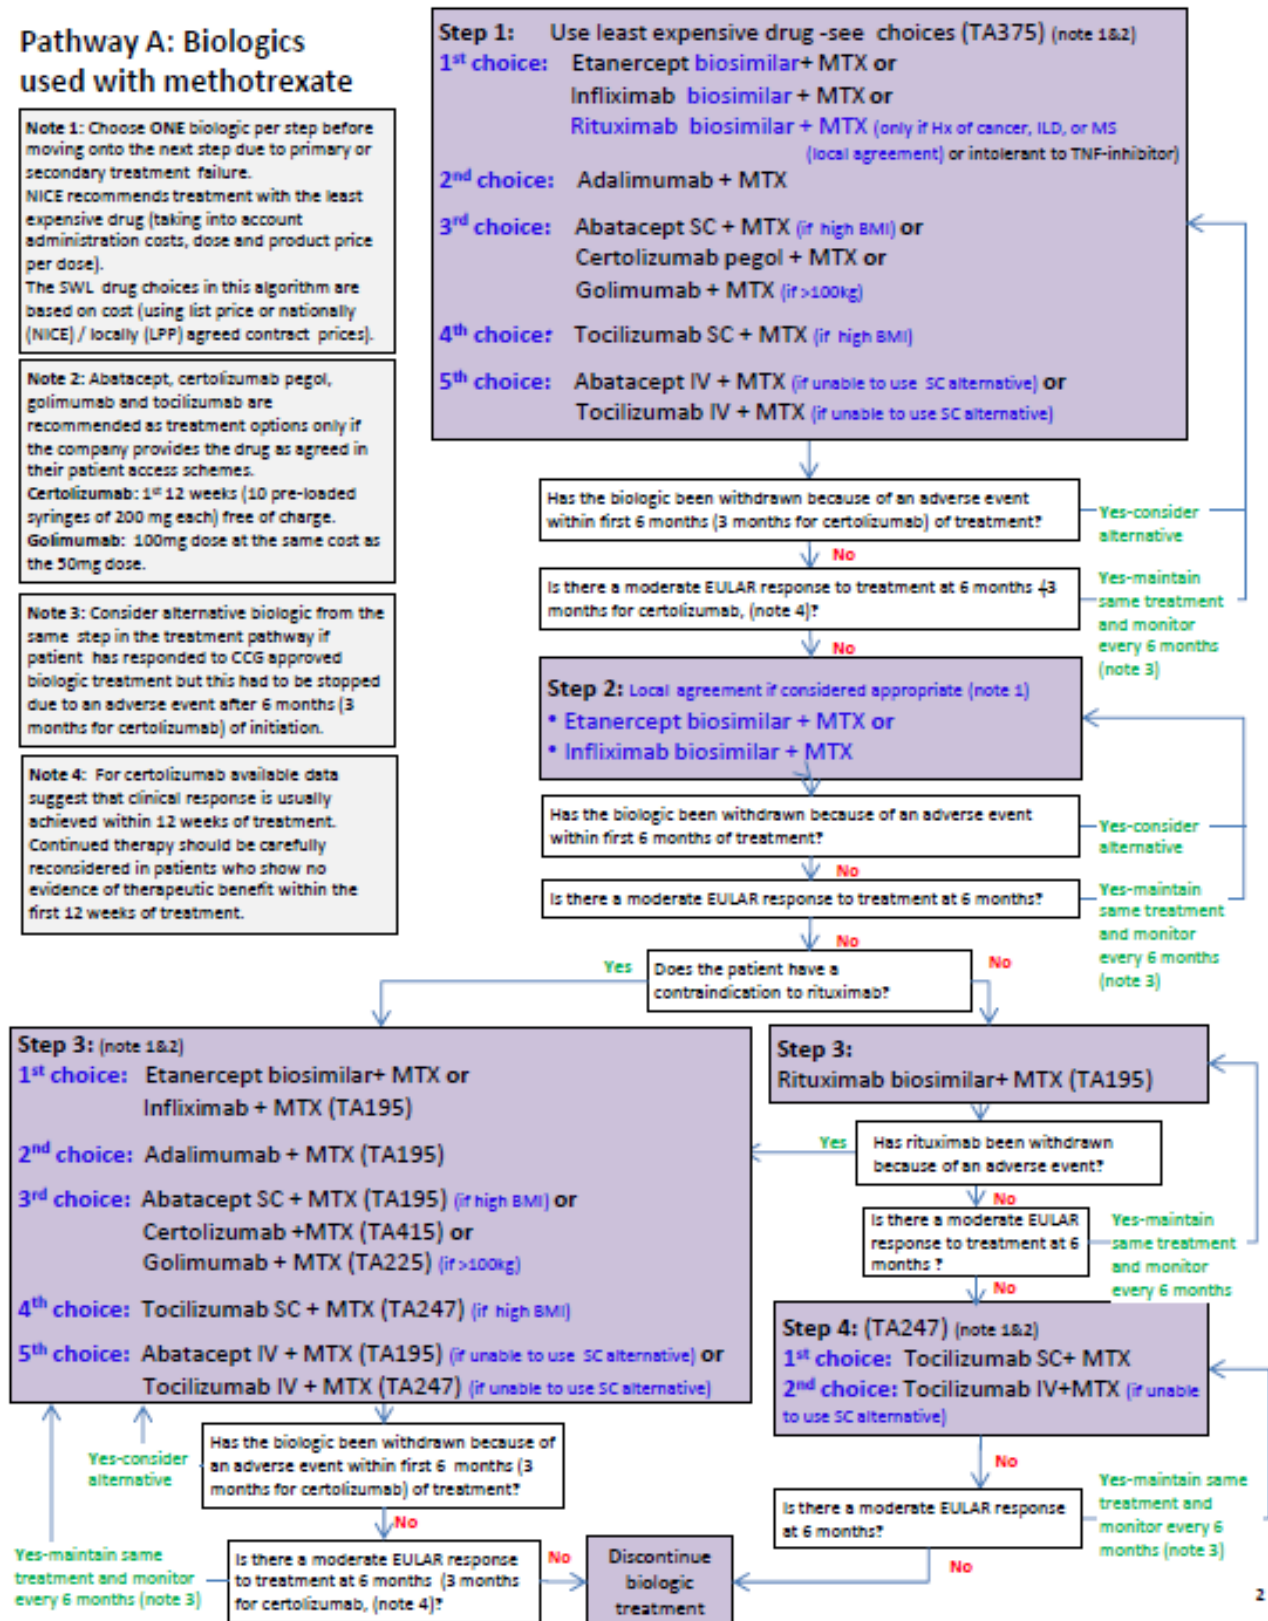 Pathway A: Biologics
used with methotrexate
Note 1: Choose ONE biologic per step before
moving onto the next step due to primary or
secondary treatment failure.
NICE recommends treatment with the least
expensive drug (taking into account
administration costs, dose and product price
per dose).
The SWL drug choices in this algorithm are
based on cost (using list price or nationally
(NICE) / locally (LPP) agreed contract prices).
Note 2: Abatacept, certolizumab pegol,
golimumab and tocilizumab are
recommended as treatment options only if
the company provides the drug as agreed in
their patient access schemes.
Certolizumab: 1st 12 weeks (10 pre-loaded
syringes of 200 mg each) free of charge.
Golimumab: 100mg dose at the same cost as
the 50mg dose.
Note 3: Consider alternative biologic from the
same step in the treatment pathway if
patient has responded to CCG approved
biologic treatment but this had to be stopped
due to an adverse event after 6 months (3
months for certolizumab) of initiation.
Note 4: For certolizumab available data
suggest that clinical response is usually
achieved within 12 weeks of treatment.
Continued therapy should be carefully
reconsidered in patients who show no
evidence of therapeutic benefit within the
first 12 weeks of treatment.
Step 1: Use least expensive drug -see choices (TA375) (note 1&2)
1st choice: Etanercept biosimilar+ MTX or
Infliximab biosimilar + MTX or
Rituximab biosimilar + MTX (only if Hx of cancer, ILD, or MS
(local agreement) or intolerant to TNF-inhibitor)
2nd choice: Adalimumab + MTX
3rd choice: Abatacept SC + MTX (if high BMI) or
Certolizumab pegol + MTX or
Golimumab + MTX (if >100kg)
4th choice: Tocilizumab SC + MTX (if high BMI)
5th choice: Abatacept IV + MTX (if unable to use SC alternative) or
Tocilizumab IV + MTX (if unable to use SC alternative)
Has the biologic been withdrawn because of an adverse event
within first 6 months (3 months for certolizumab) of treatment?
Yes-consider
alternative
No
Is there a moderate EULAR response to treatment at 6 months (3
months for certolizumab, (note 4)?
Yes-maintain
same treatment
and monitor
every 6 months
(note 3)
No
Step 2: Local agreement if considered appropriate (note 1)
• Etanercept biosimilar + MTX or
• Infliximab biosimilar + MTX
Has the biologic been withdrawn because of an adverse event
within first 6 months of treatment?
Yes-consider
alternative
No
Is there a moderate EULAR response to treatment at 6 months?
Yes-maintain
same treatment
and monitor
every 6 months
(note 3)
No
Does the patient have a
contraindication to rituximab?
Yes
No
Step 3: (note 1&2)
1st choice: Etanercept biosimilar+ MTX or
Infliximab + MTX (TA195)
2nd choice: Adalimumab + MTX (TA195)
3rd choice: Abatacept SC + MTX (TA195) (if high BMI) or
Certolizumab +MTX (TA415) or
Golimumab + MTX (TA225) (if >100kg)
4th choice: Tocilizumab SC + MTX (TA247) (if high BMI)
5th choice: Abatacept IV + MTX (TA195) (if unable to use SC alternative) or
Tocilizumab IV + MTX (TA247) (if unable to use SC alternative)
Step 3:
Rituximab biosimilar+ MTX (TA195)
Yes
Has rituximab been withdrawn
because of an adverse event?
No
Is there a moderate EULAR
response to treatment at 6
months ?
Yes-maintain
same treatment
and monitor
every 6 months
No
Step 4: (TA247) (note 1&2)
1st choice: Tocilizumab SC+ MTX
2nd choice: Tocilizumab IV+MTX (if unable
to use SC alternative)
No
Is there a moderate EULAR response
at 6 months?
Yes-maintain same
treatment and
monitor every 6
months (note 3)
No
Yes-consider
alternative
Has the biologic been withdrawn because of
an adverse event within first 6 months (3
months for certolizumab) of treatment?
No
Yes-maintain same
treatment and monitor
every 6 months (note 3)
Is there a moderate EULAR response
to treatment at 6 months (3 months
for certolizumab, (note 4)?
No
Discontinue
biologic
treatment
2